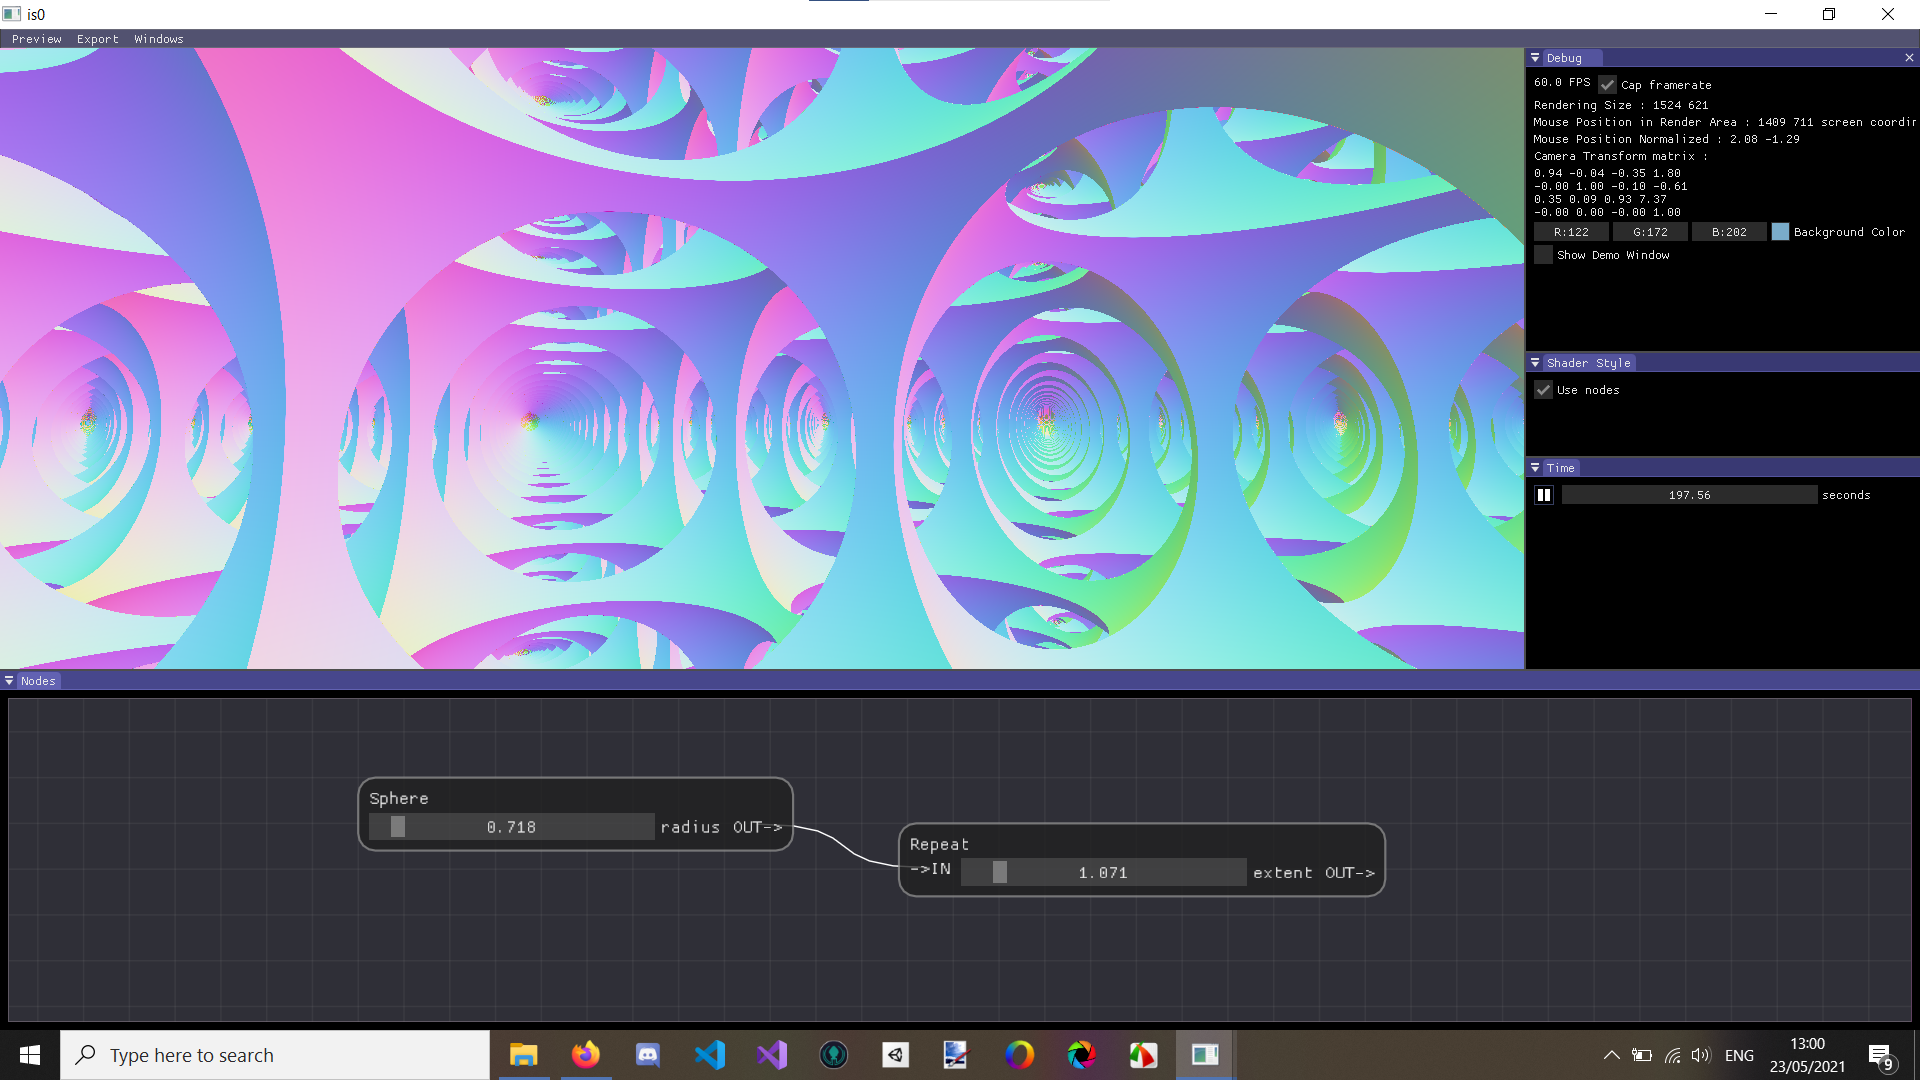 is0
Preview Export Windows
Debug
60.0 FPS Cap framerate
Rendering Size : 1524 621
Mouse Position in Render Area : 1409 711 screen coordin
Mouse Position Normalized : 2.08 -1.29
Camera Transform matrix :
0.94 -0.04 -0.35 1.80
-0.00 1.00 -0.10 -0.61
0.35 0.09 0.93 7.37
-0.00 0.00 -0.00 1.00
R:122 G:172 B:202 Background Color
Show Demo Window
Shader Style
Use nodes
Time
197.56 seconds
Nodes
Sphere
0.718 radius OUT->
Repeat
->IN 1.071 extent OUT->
Type here to search
ENG
13:00
23/05/2021
9